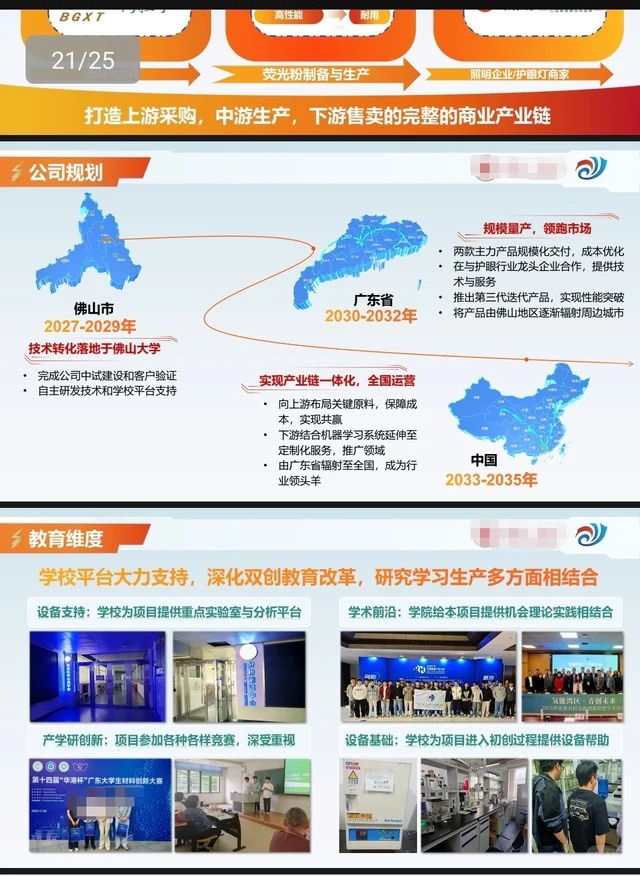 BGXT
高性能
耐用
21/25
荧光粉制备与生产
照明企业/护眼灯商家
打造上游采购，中游生产，下游售卖的完整的商业产业链
公司规划
规模量产，领跑市场
• 两款主力产品规模化交付，成本优化
• 在与护眼行业龙头企业合作，提供技
术与服务
• 推出第三代迭代产品，实现性能突破
• 将产品由佛山地区逐渐辐射周边城市
佛山市
2027-2029年
广东省
2030-2032年
技术转化落地于佛山大学
• 完成公司中试建设和客户验证
• 自主研发技术和学校平台支持
实现产业链一体化，全国运营
• 向上游布局关键原料，保障成
本，实现共赢
• 下游结合机器学习系统延伸至
定制化服务，推广领域
• 由广东省辐射至全国，成为行
业领头羊
中国
2033-2035年
教育维度
学校平台大力支持，深化双创教育改革，研究学习生产多方面相结合
设备支持：学校为项目提供重点实验室与分析平台
学术前沿：学院给本项目提供机会理论实践相结合
氢能湾区·青创未来
产学研创新：项目参加各种各样竞赛，深受重视
设备基础：学校为项目进入初创过程提供设备帮助
第十四届"华港杯"广东大学生材料创新大赛